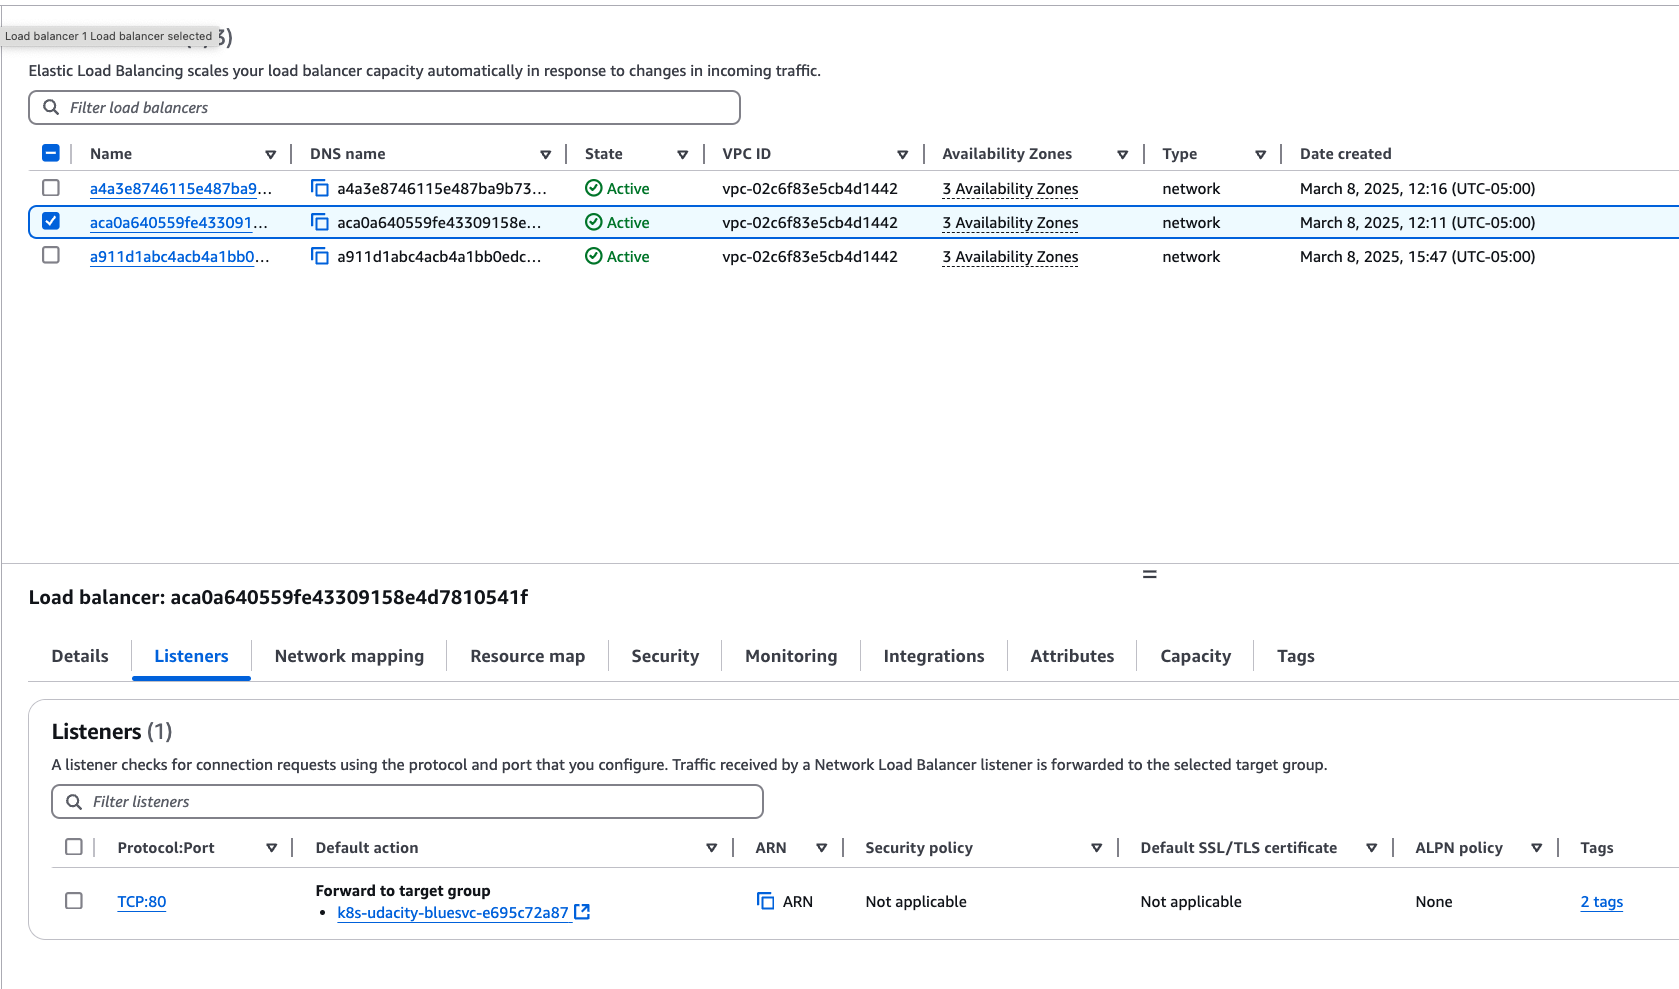 Load balancer 1 Load balancer selected
3)
Elastic Load Balancing scales your load balancer capacity automatically in response to changes in incoming traffic.
Filter load balancers
Name DNS name State VPC ID Availability Zones Type Date created
a4a3e8746115e487ba9... a4a3e8746115e487ba9b73... Active vpc-02c6f83e5cb4d1442 3 Availability Zones network March 8, 2025, 12:16 (UTC-05:00)
aca0a640559fe433091... aca0a640559fe43309158e... Active vpc-02c6f83e5cb4d1442 3 Availability Zones network March 8, 2025, 12:11 (UTC-05:00)
a911d1abc4acb4a1bb0... a911d1abc4acb4a1bb0edc... Active vpc-02c6f83e5cb4d1442 3 Availability Zones network March 8, 2025, 15:47 (UTC-05:00)
Load balancer: aca0a640559fe43309158e4d7810541f
Details Listeners Network mapping Resource map Security Monitoring Integrations Attributes Capacity Tags
Listeners (1)
A listener checks for connection requests using the protocol and port that you configure. Traffic received by a Network Load Balancer listener is forwarded to the selected target group.
Filter listeners
Protocol:Port Default action ARN Security policy Default SSL/TLS certificate ALPN policy Tags
Forward to target group
TCP:80 • k8s-udacity-bluesvc-e695c72a87 ARN Not applicable Not applicable None 2 tags